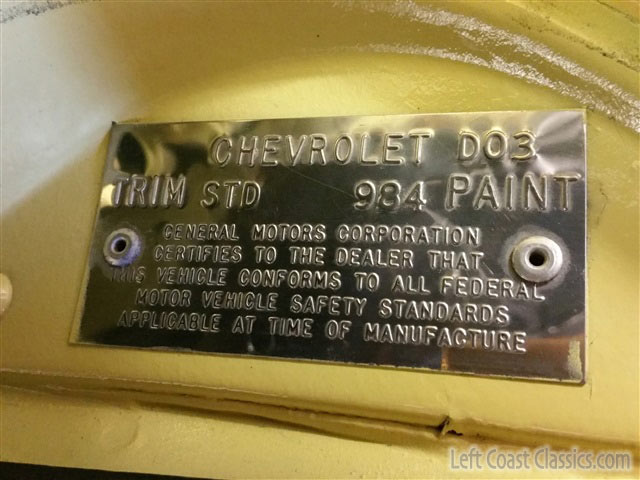 CHEVROLET D03
TRIM STD 984 PAINT
GENERAL MOTORS CORPORATION
CERTIFIES TO THE DEALER THAT
THIS VEHICLE CONFORMS TO ALL FEDERAL
MOTOR VEHICLE SAFETY STANDARDS
APPLICABLE AT TIME OF MANUFACTURE
Left Coast Classics.com